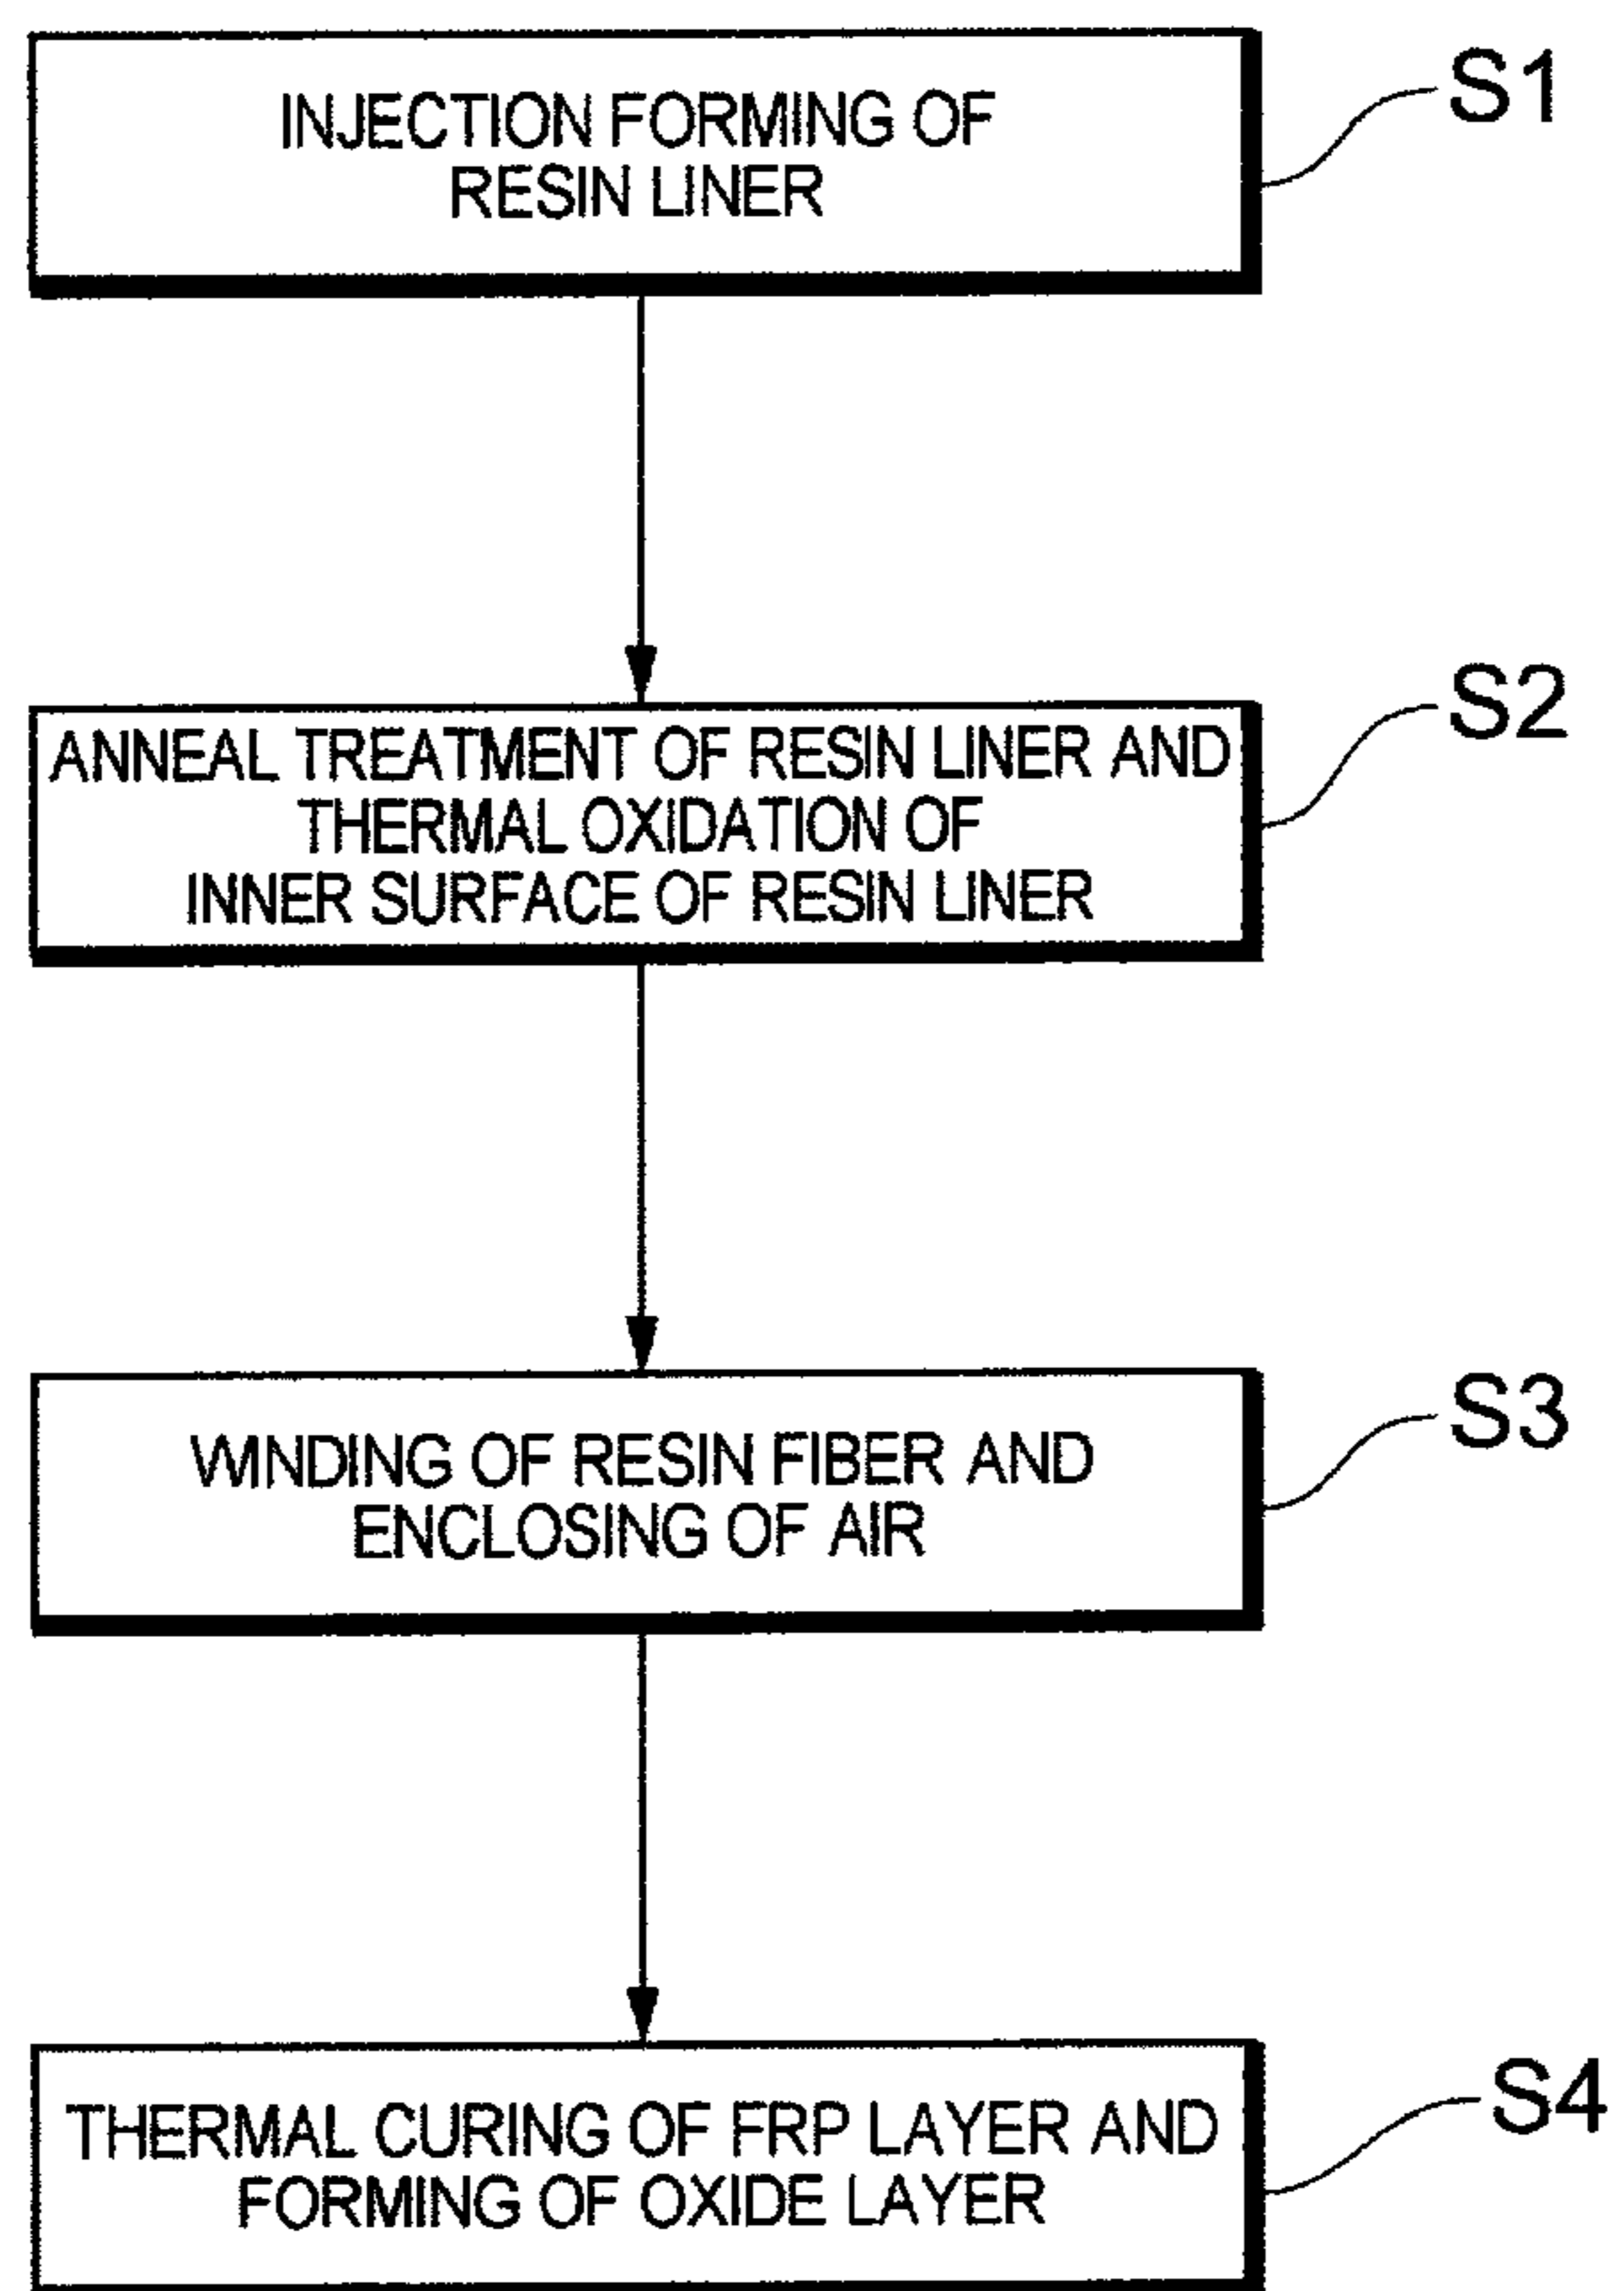 INJECTION FORMING OF
RESIN LINER
S1
ANNEAL TREATMENT OF RESIN LINER AND
THERMAL OXIDATION OF
INNER SURFACE OF RESIN LINER
S2
WINDING OF RESIN FIBER AND
ENCLOSING OF AIR
S3
THERMAL CURING OF FRP LAYER AND
FORMING OF OXIDE LAYER
S4